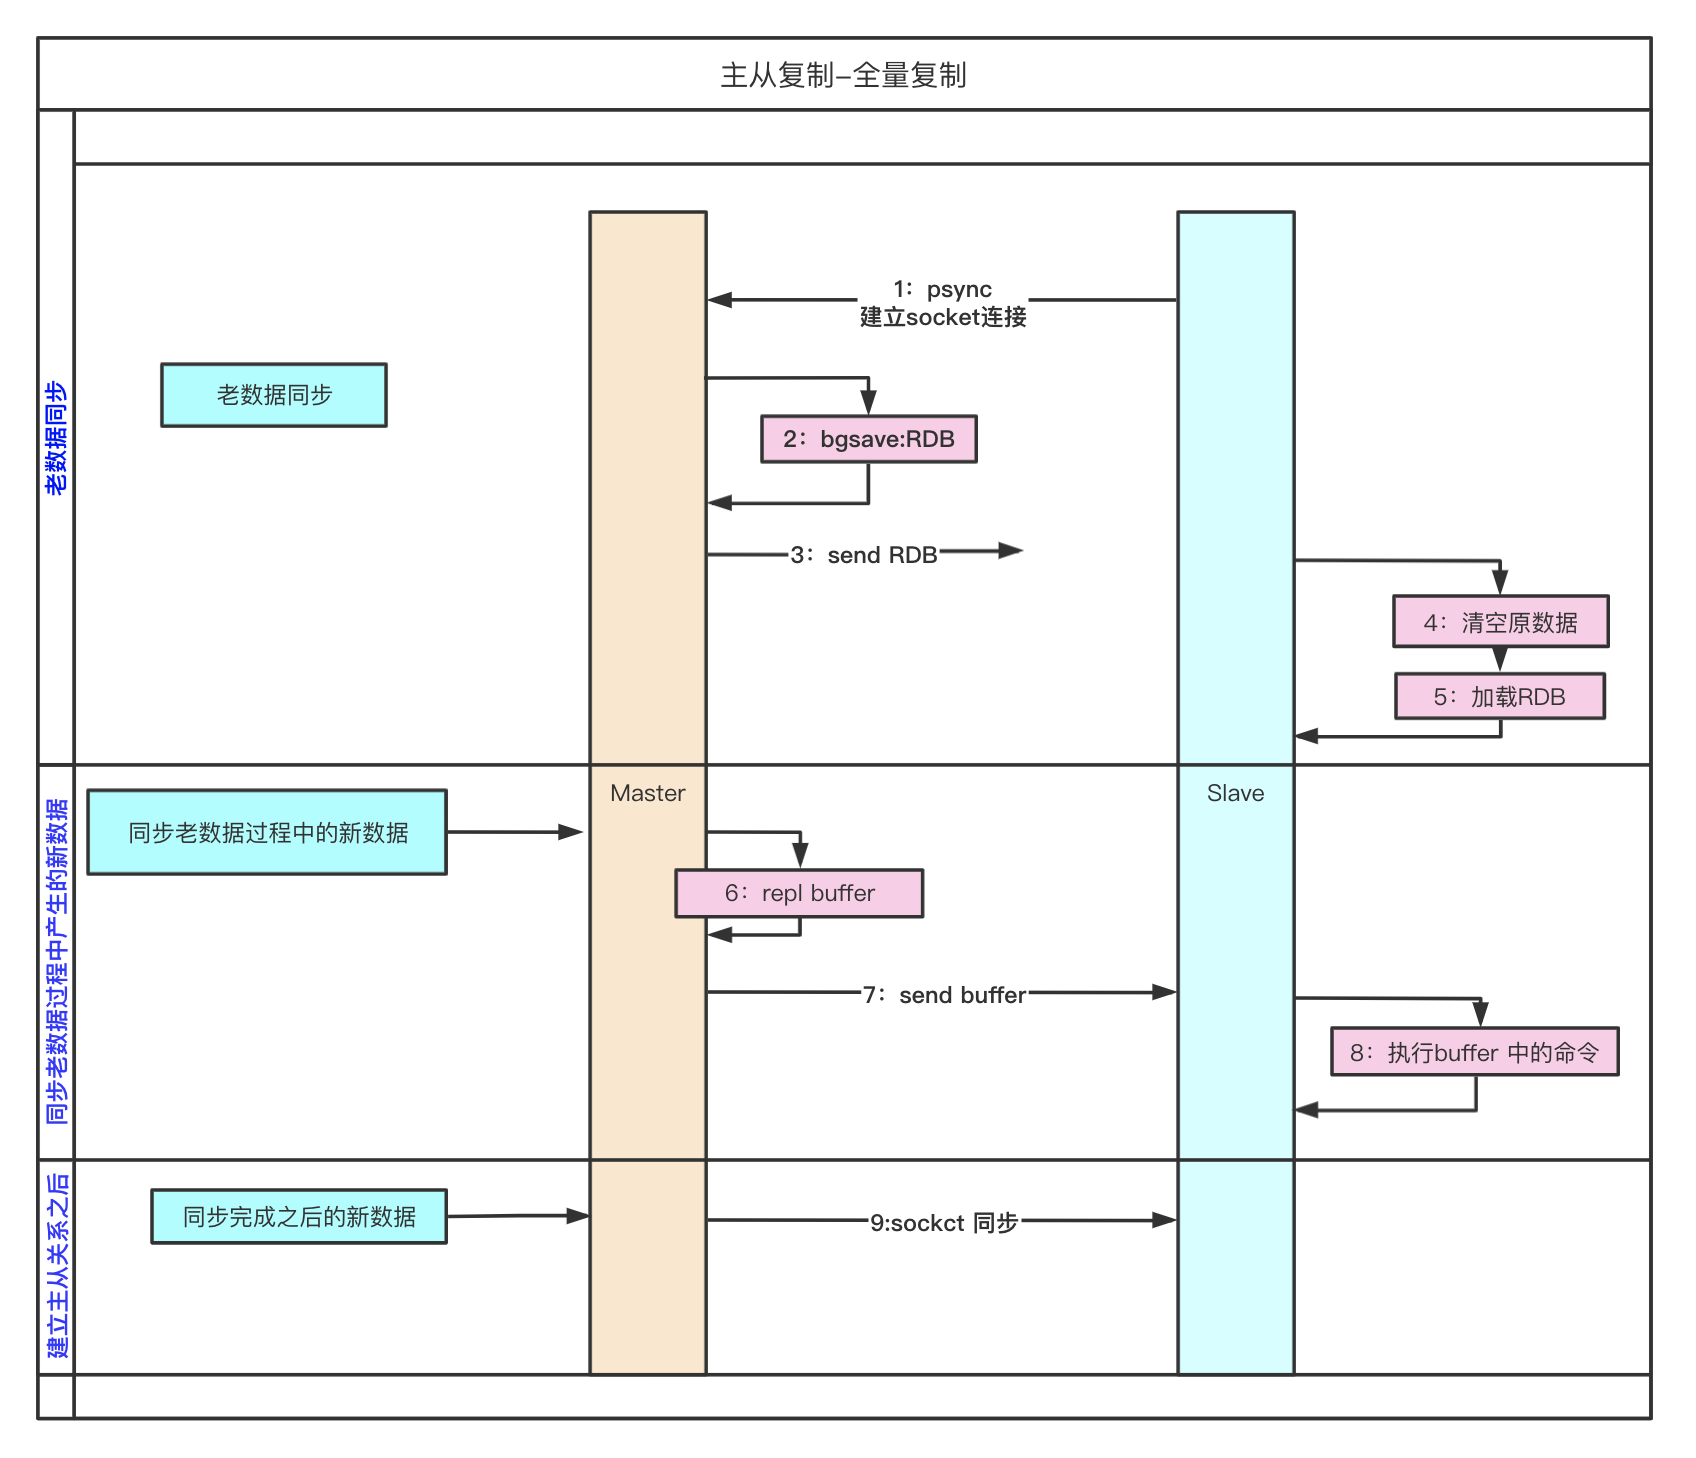 主从复制-全量复制
老数据同步
1：psync
建立socket连接
老数据同步
2：bgsave:RDB
3：send RDB
4：清空原数据
5：加载RDB
同步老数据过程中产生的新数据
Master
Slave
同步老数据过程中的新数据
6：repl buffer
7：send buffer
8：执行buffer 中的命令
建立主从关系之后
同步完成之后的新数据
9:sockct 同步